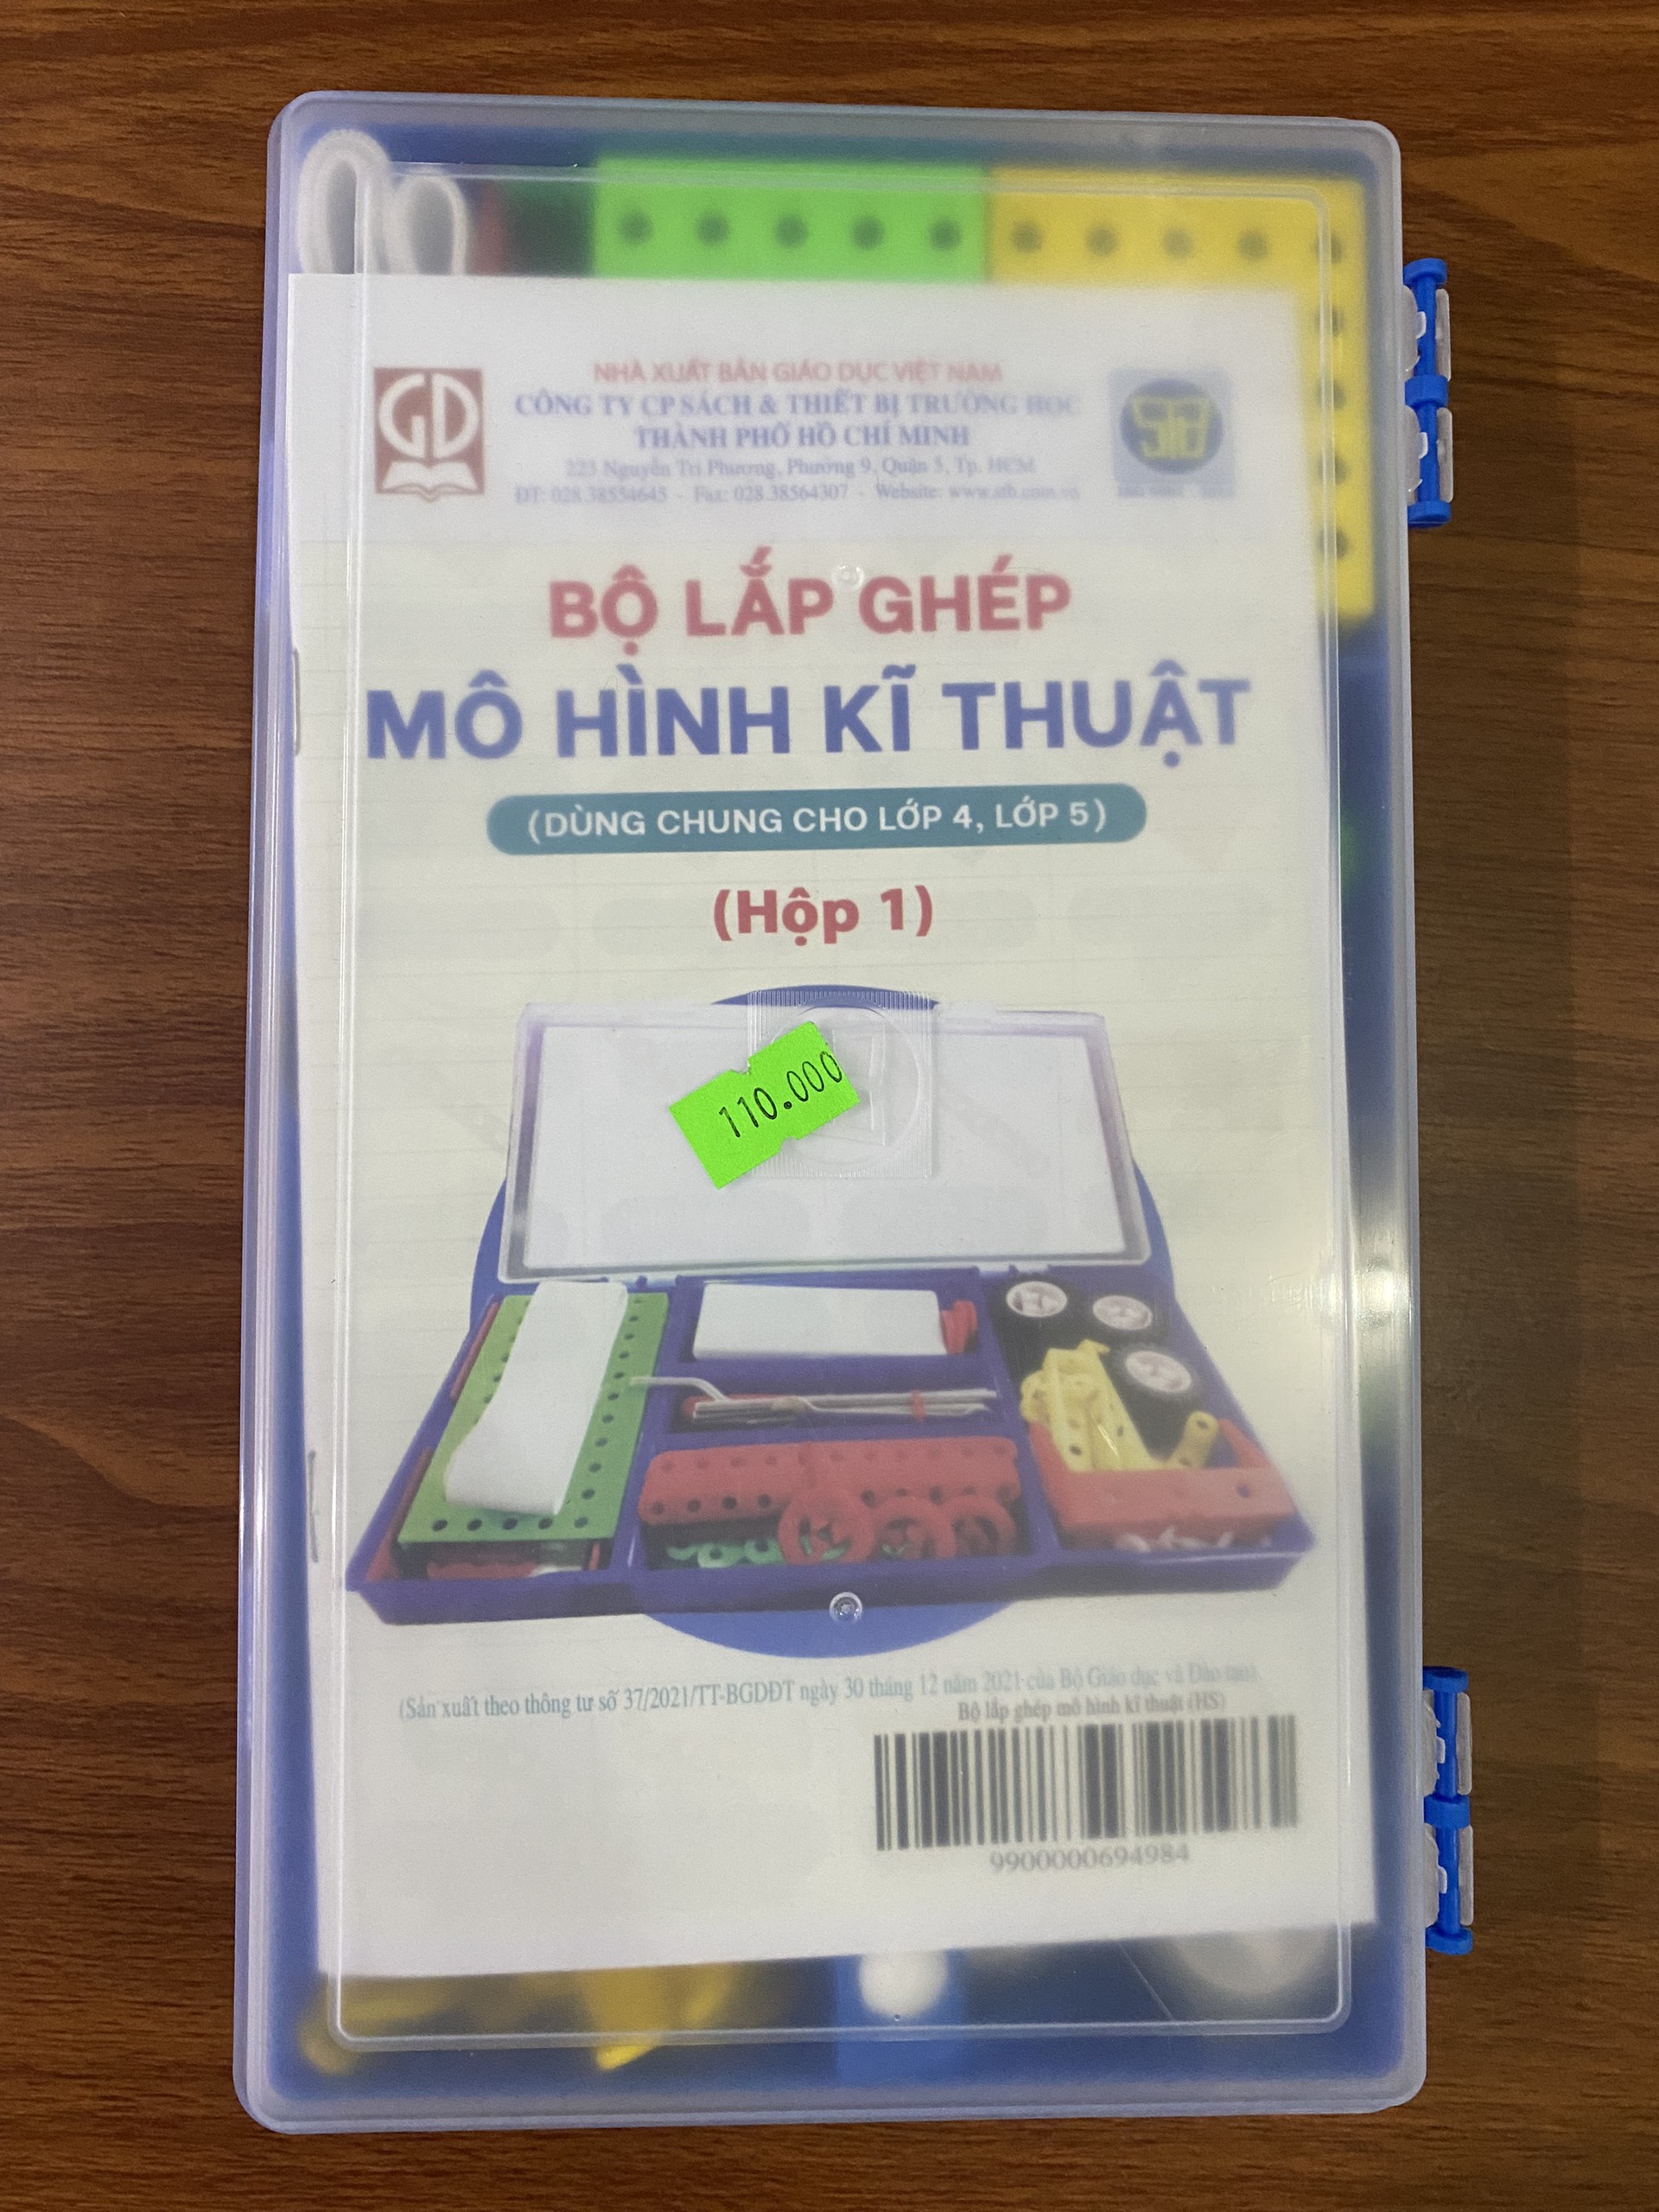 GD
NHÀ XUẤT BẢN GIÁO DỤC VIỆT NAM
CÔNG TY CP SÁCH & THIẾT BỊ TRƯỜNG HỌC
THÀNH PHỐ HỒ CHÍ MINH
223 Nguyễn Tri Phương, Phường 9, Quận 5, Tp. HCM
ĐT: 028.38554645 - Fax: 028.38564307 - Website: www.stb.com.vn
BỘ LẮP GHÉP
MÔ HÌNH KĨ THUẬT
(DÙNG CHUNG CHO LỚP 4, LỚP 5)
(Hộp 1)
110.000
(Sản xuất theo thông tư số 37/2021/TT-BGDĐT ngày 30 tháng 12 năm 2021 của Bộ Giáo dục và Đào tạo)
Bộ lắp ghép mô hình kĩ thuật (HS)
9900000694984